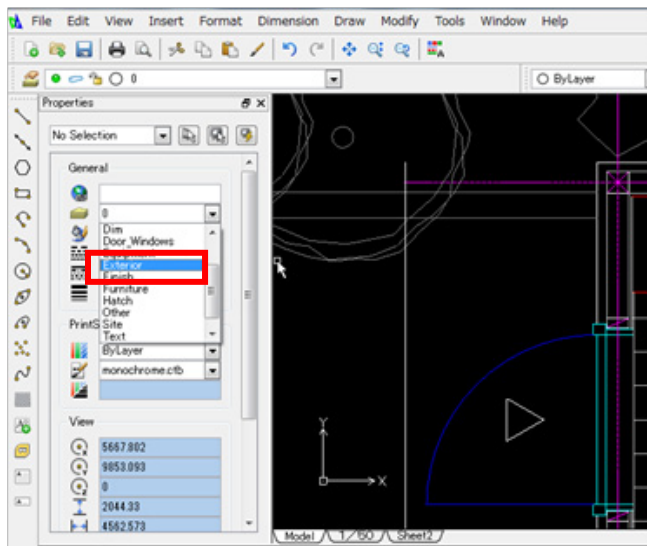 File Edit View Insert Format Dimension Draw Modify Tools Window Help
0
ByLayer
Properties
No Selection
General
0
Dim
Door_Windows
Exterior
Finish
Furniture
Hatch
Other
PrintS Site
Text
ByLayer
monochrome.ctb
View
5667.802
9853.093
0
2044.33
4562.573
Y
X
Model 1/50 Sheet2